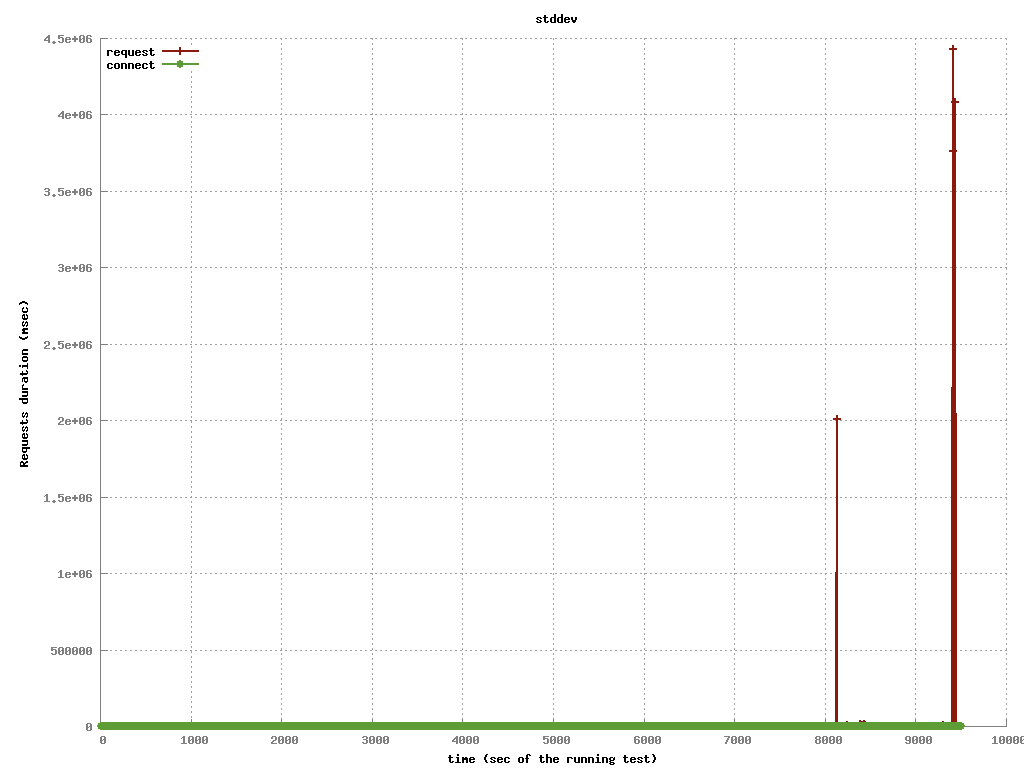 stddev
4.5e+06
request
connect
4e+06
3.5e+06
3e+06
2.5e+06
2e+06
1.5e+06
1e+06
500000
0
0 1000 2000 3000 4000 5000 6000 7000 8000 9000 10000
time (sec of the running test)
Requests duration (msec)